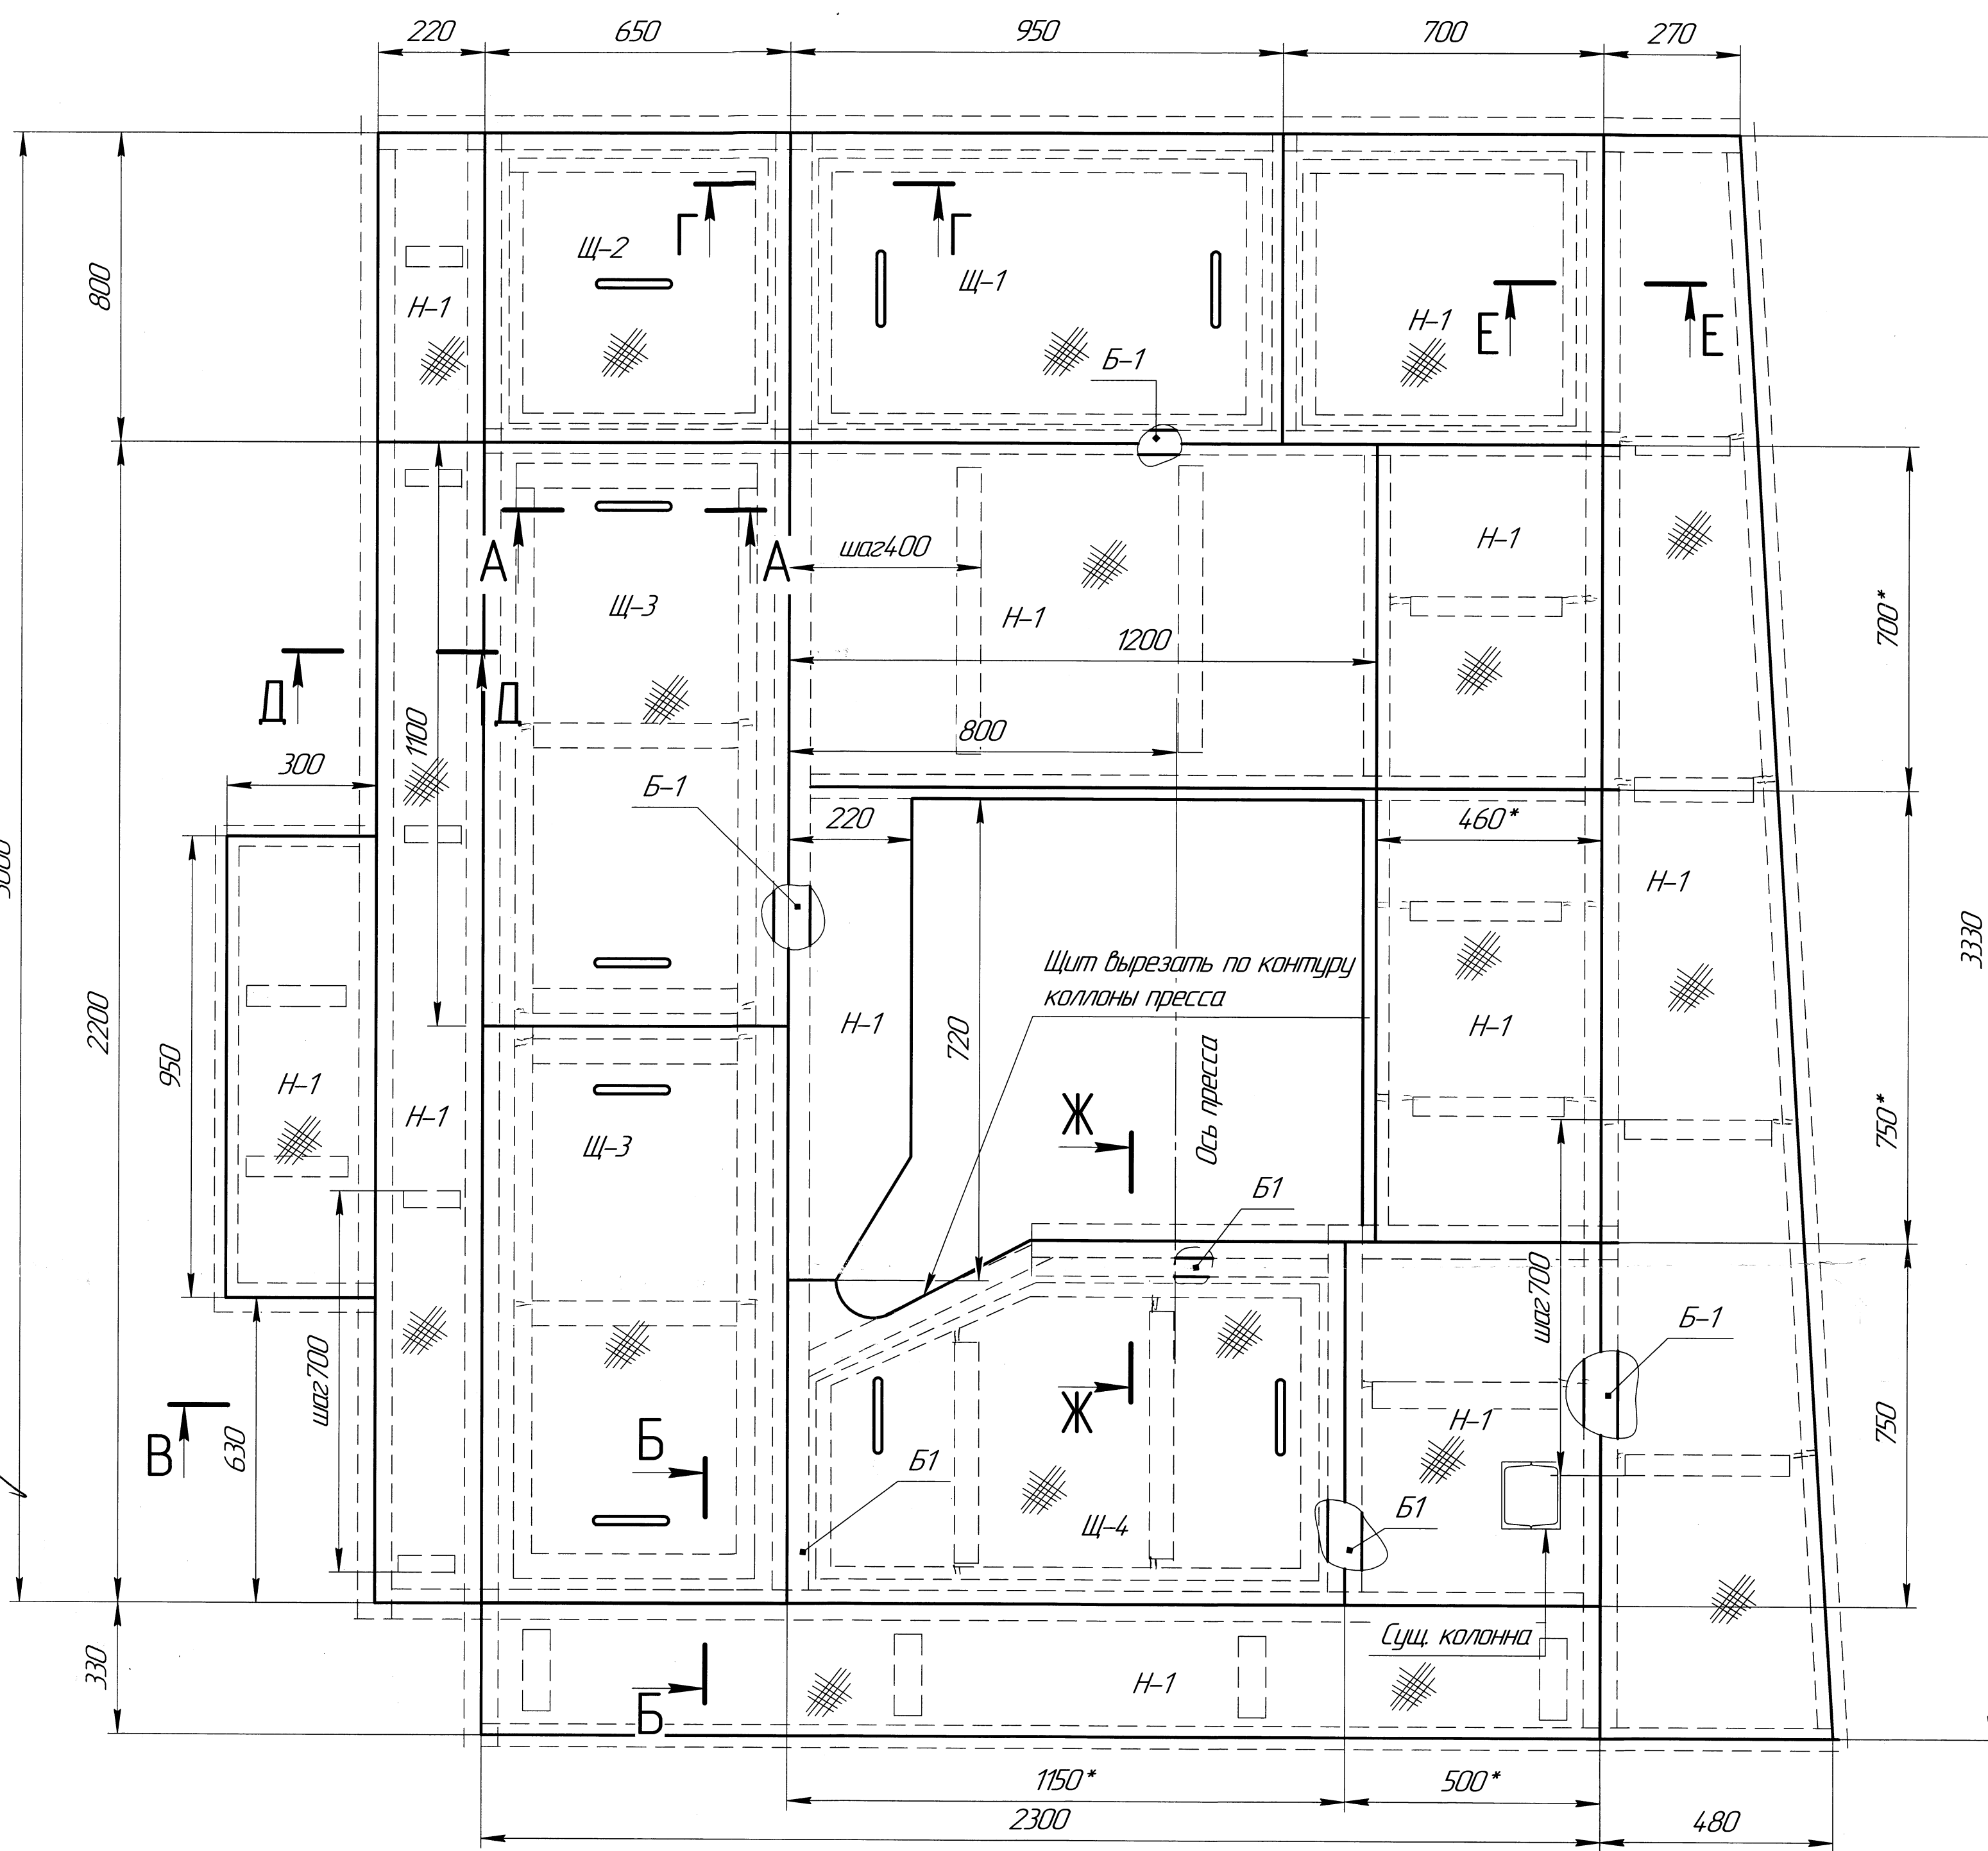 220
650
950
700
270
Г
Г
Щ-2
Щ-1
800
Н-1
Н-1
Е
Е
Б-1
А
А
шаг400
Н-1
Щ-3
Н-1
700*
1200
Д
Д
1100
800
300
Б-1
220
460*
3000
Н-1
3330
Щит вырезать по контуру
коллоны пресса
2200
950
Н-1
720
Н-1
Ось пресса
Н-1
Н-1
Ж
750*
Щ-3
Б1
шаг700
шаг700
Б-1
В
630
Ж
Н-1
750
Б
Б1
Б1
Щ-4
Сущ. колонна
330
Н-1
Б
1150*
500*
2300
480